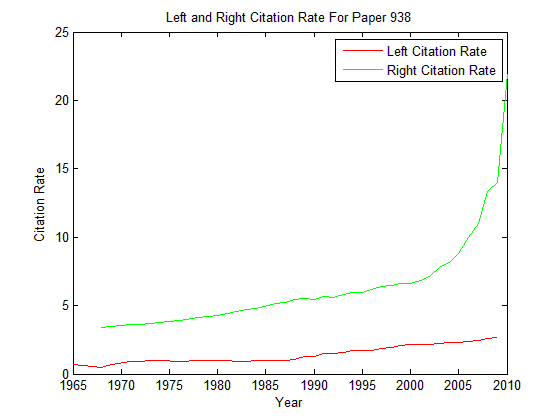 Left and Right Citation Rate For Paper 938
Left Citation Rate
Right Citation Rate
25
20
15
10
5
0
Citation Rate
1965 1970 1975 1980 1985 1990 1995 2000 2005 2010
Year